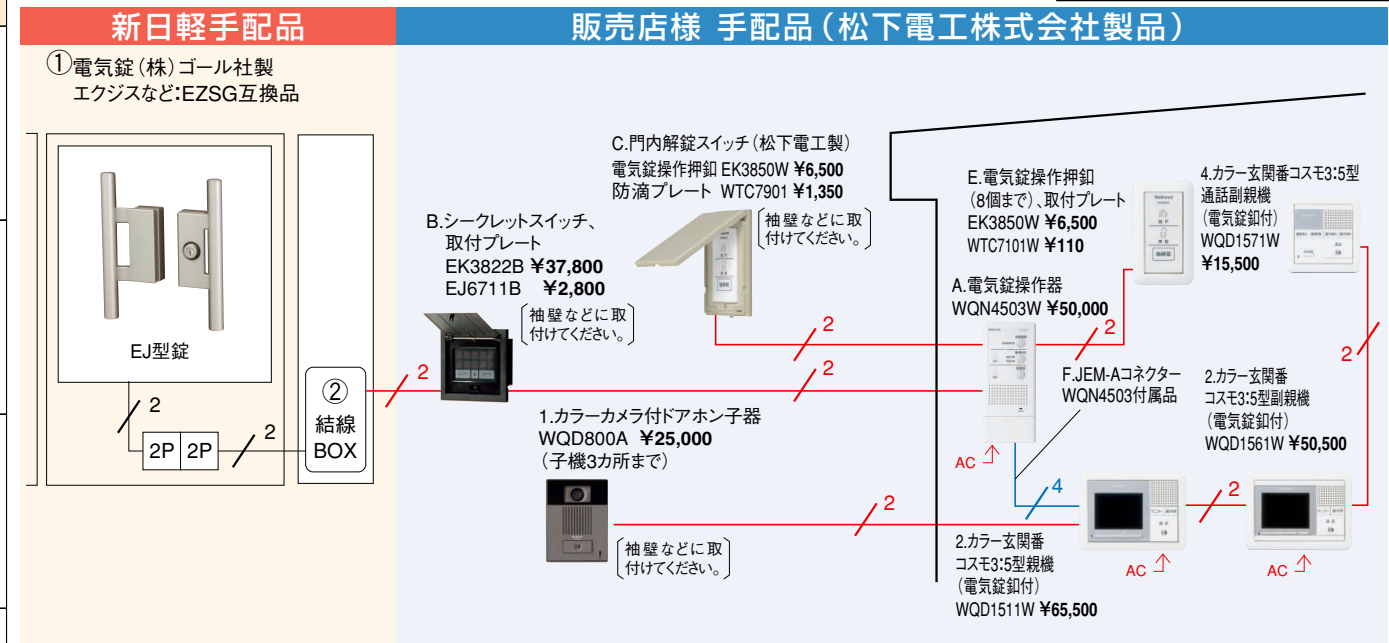 新日軽手配品
販売店様 手配品（松下電工株式会社製品）
①電気錠（株）ゴール社製
エクジスなど:EZSG互換品
EJ型錠
2
2P 2P
2
②
結線
BOX
2
B.シークレットスイッチ、
取付プレート
EK3822B ¥37,800
EJ6711B ¥2,800
袖壁などに取
付けてください。
C.門内解錠スイッチ（松下電工製）
電気錠操作押釦 EK3850W ¥6,500
防滴プレート WTC7901 ¥1,350
袖壁などに取
付けてください。
2
2
1.カラーカメラ付ドアホン子器
WQD800A ¥25,000
（子機3カ所まで）
袖壁などに取
付けてください。
2
E.電気錠操作押釦
（8個まで）、取付プレート
EK3850W ¥6,500
WTC7101W ¥110
A.電気錠操作器
WQN4503W ¥50,000
2
AC
F.JEM-Aコネクター
WQN4503付属品
4
4.カラー玄関番コスモ3:5型
通話副親機
（電気錠釦付）
WQD1571W
¥15,500
2
2.カラー玄関番
コスモ3:5型副親機
（電気錠釦付）
WQD1561W ¥50,500
2
2.カラー玄関番
コスモ3:5型親機
（電気錠釦付）
WQD1511W ¥65,500
AC
AC